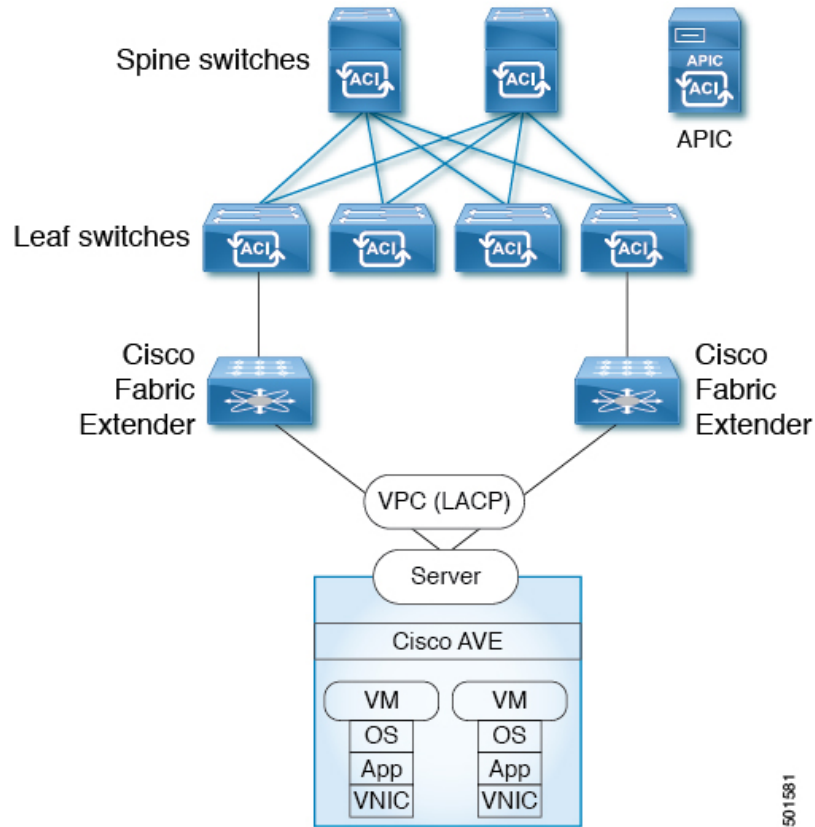 Spine switches
ACI
ACI
APIC
ACI
APIC
Leaf switches
ACI
ACI
ACI
ACI
Cisco
Fabric
Extender
Cisco
Fabric
Extender
VPC (LACP)
Server
Cisco AVE
VM
VM
OS
OS
App
App
VNIC
VNIC
501581